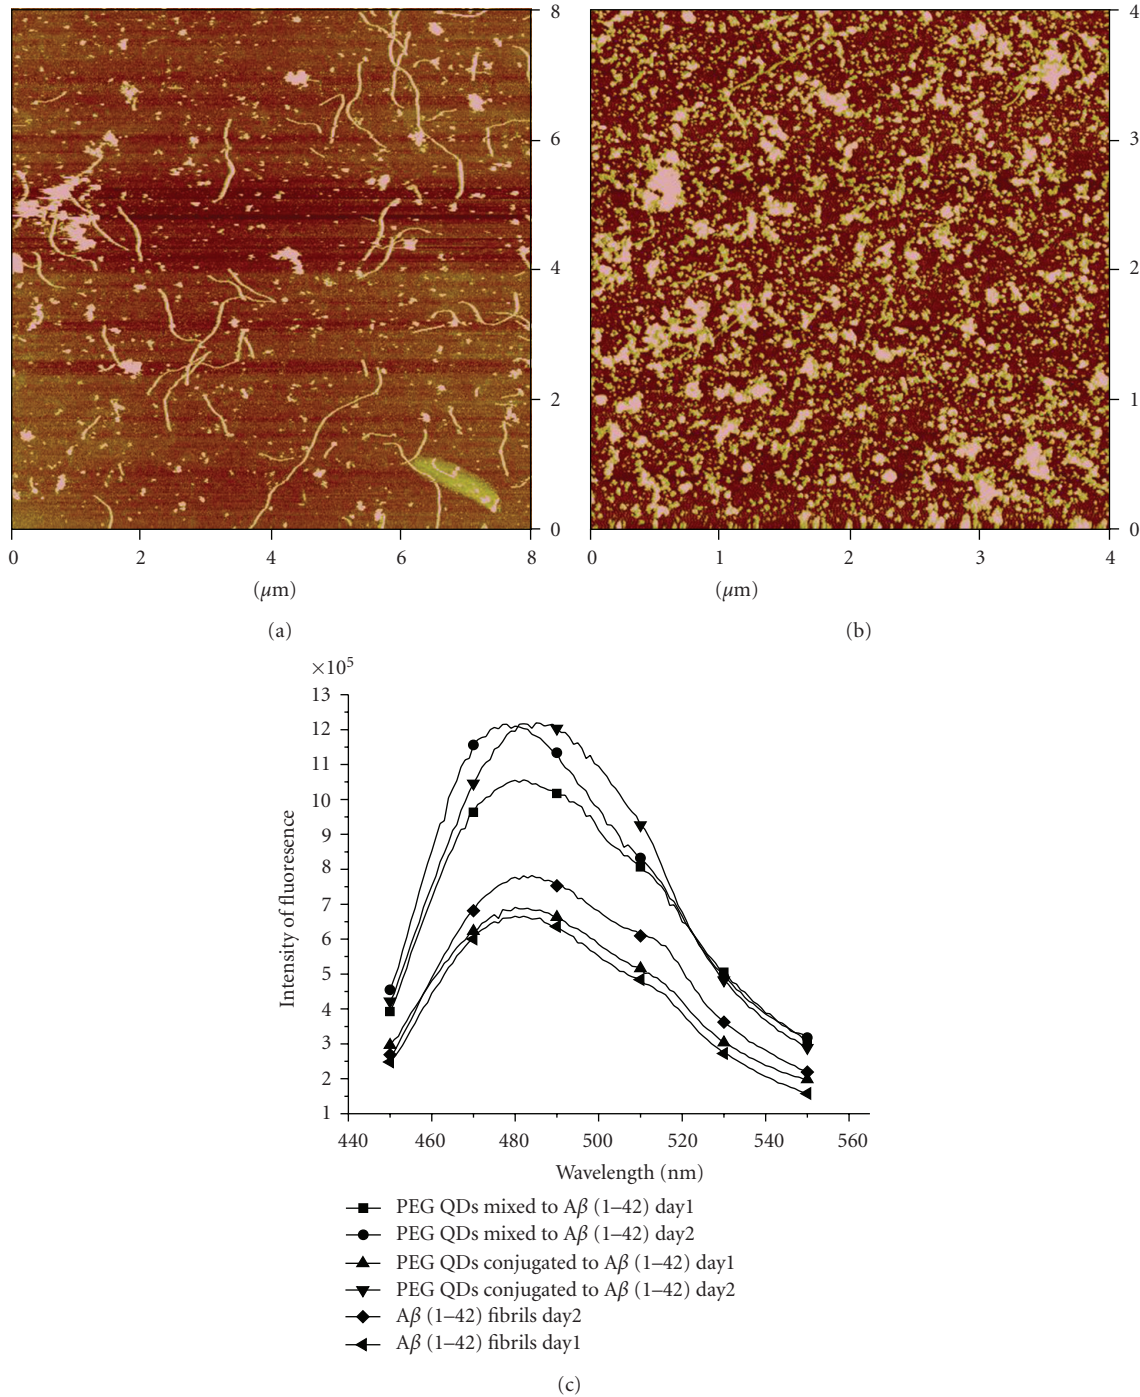 8
6
4
2
0
0 2 4 6 8
(μm)
(a)
4
3
2
1
0
0 1 2 3 4
(μm)
(b)
×10⁵
13
12
11
10
9
8
7
6
5
4
3
2
1
Intensity of fluoresence
440 460 480 500 520 540 560
Wavelength (nm)
PEG QDs mixed to Aβ (1–42) day1
PEG QDs mixed to Aβ (1–42) day2
PEG QDs conjugated to Aβ (1–42) day1
PEG QDs conjugated to Aβ (1–42) day2
Aβ (1–42) fibrils day2
Aβ (1–42) fibrils day1
(c)